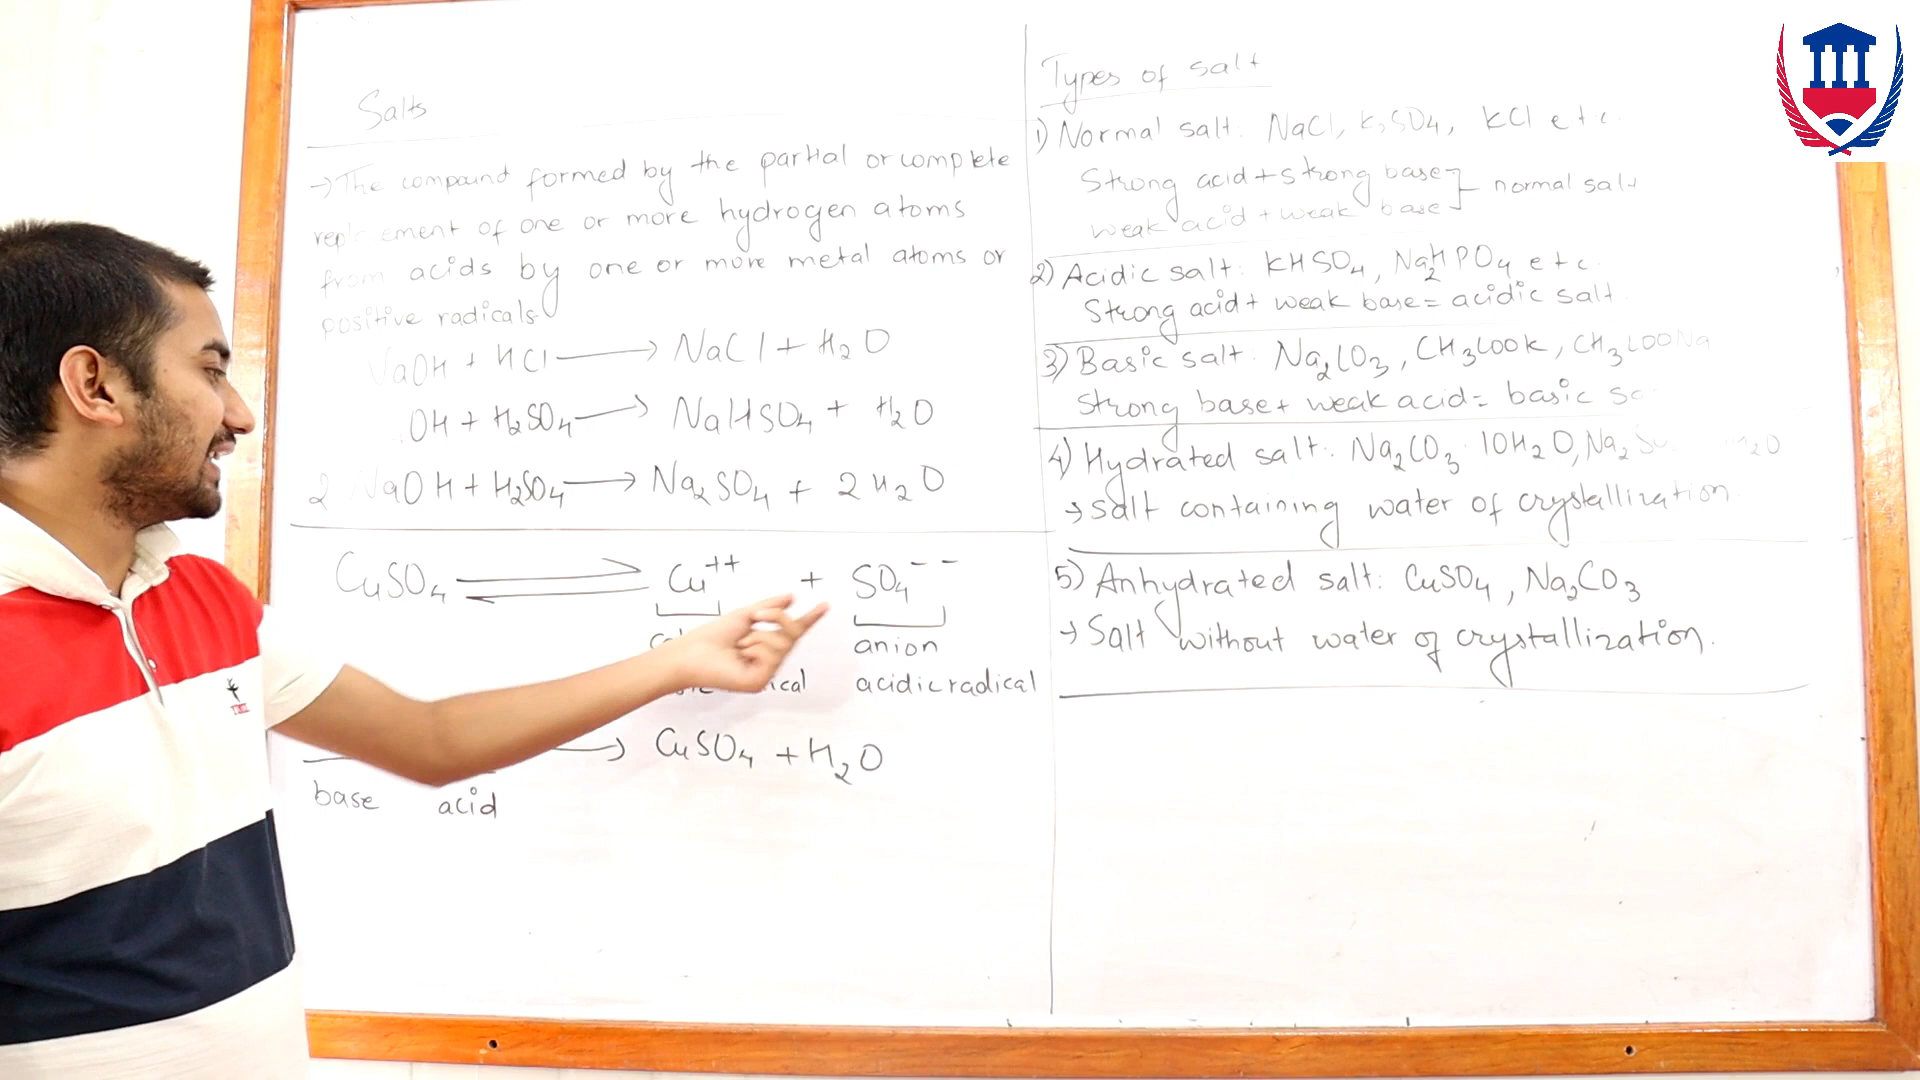 Salts
→ The compound formed by the partial or complete
ement of one or more hydrogen atoms
from acids by one or more metal atoms or
positive radicals.
NaOH + HCl ⟶ NaCl + H₂O
OH + H₂SO₄ ⟶ NaHSO₄ + H₂O
2 NaOH + H₂SO₄ ⟶ Na₂SO₄ + 2H₂O
CuSO₄ ⇌ Cu⁺⁺ + SO₄⁻⁻
anion
ical acidic radical
⟶ CuSO₄ + H₂O
base acid
Types of salt
1) Normal salt: NaCl, K₂SO₄, KCl etc.
Strong acid + strong base ] normal salt
weak acid + weak base
2) Acidic salt: KHSO₄, Na₂HPO₄ etc.
Strong acid + weak base = acidic salt.
3) Basic salt: Na₂CO₃, CH₃COOK, CH₃COONa
Strong base + weak acid = basic sa
4) Hydrated salt: Na₂CO₃·10H₂O, Na₂S H₂O
→ salt containing water of crystallization.
5) Anhydrated salt: CuSO₄, Na₂CO₃
→ Salt without water of crystallization.